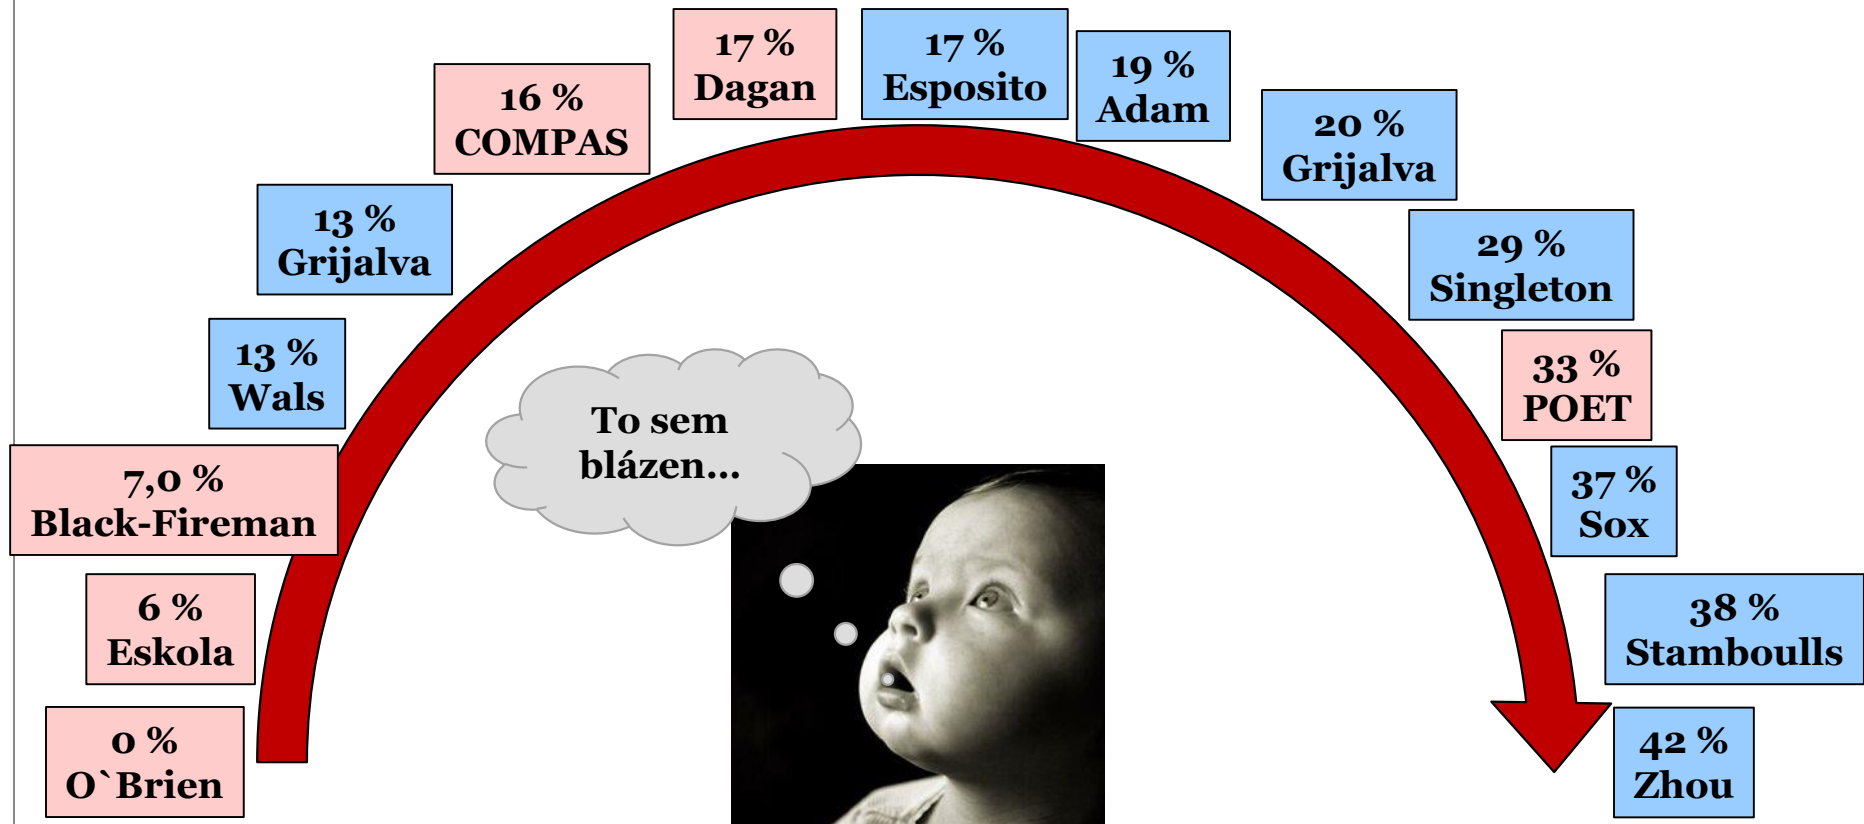 0 %
O`Brien
6 %
Eskola
7,0 %
Black-Fireman
13 %
Wals
13 %
Grijalva
16 %
COMPAS
17 %
Dagan
17 %
Esposito
19 %
Adam
20 %
Grijalva
29 %
Singleton
33 %
POET
37 %
Sox
38 %
Stamboulls
42 %
Zhou
To sem
blázen...